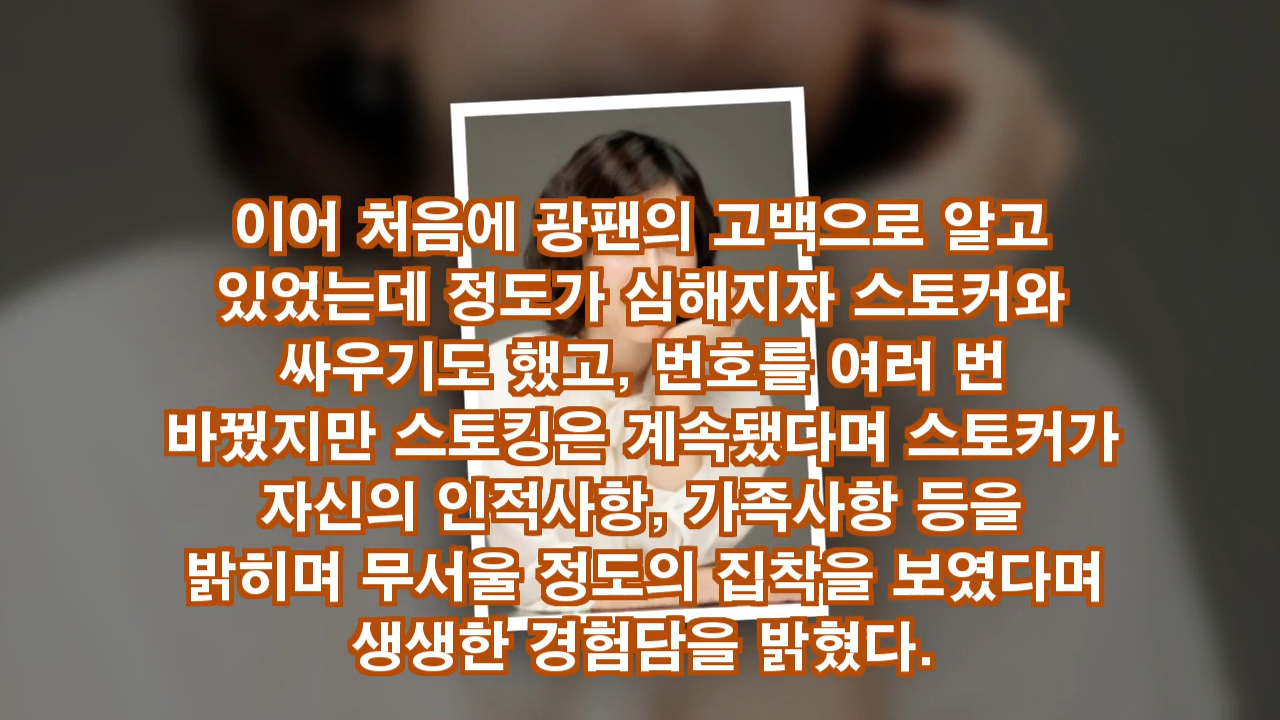 이어 처음에 광팬의 고백으로 알고
있었는데 정도가 심해지자 스토커와
싸우기도 했고, 번호를 여러 번
바꿨지만 스토킹은 계속됐다며 스토커가
자신의 인적사항, 가족사항 등을
밝히며 무서울 정도의 집착을 보였다며
생생한 경험담을 밝혔다.